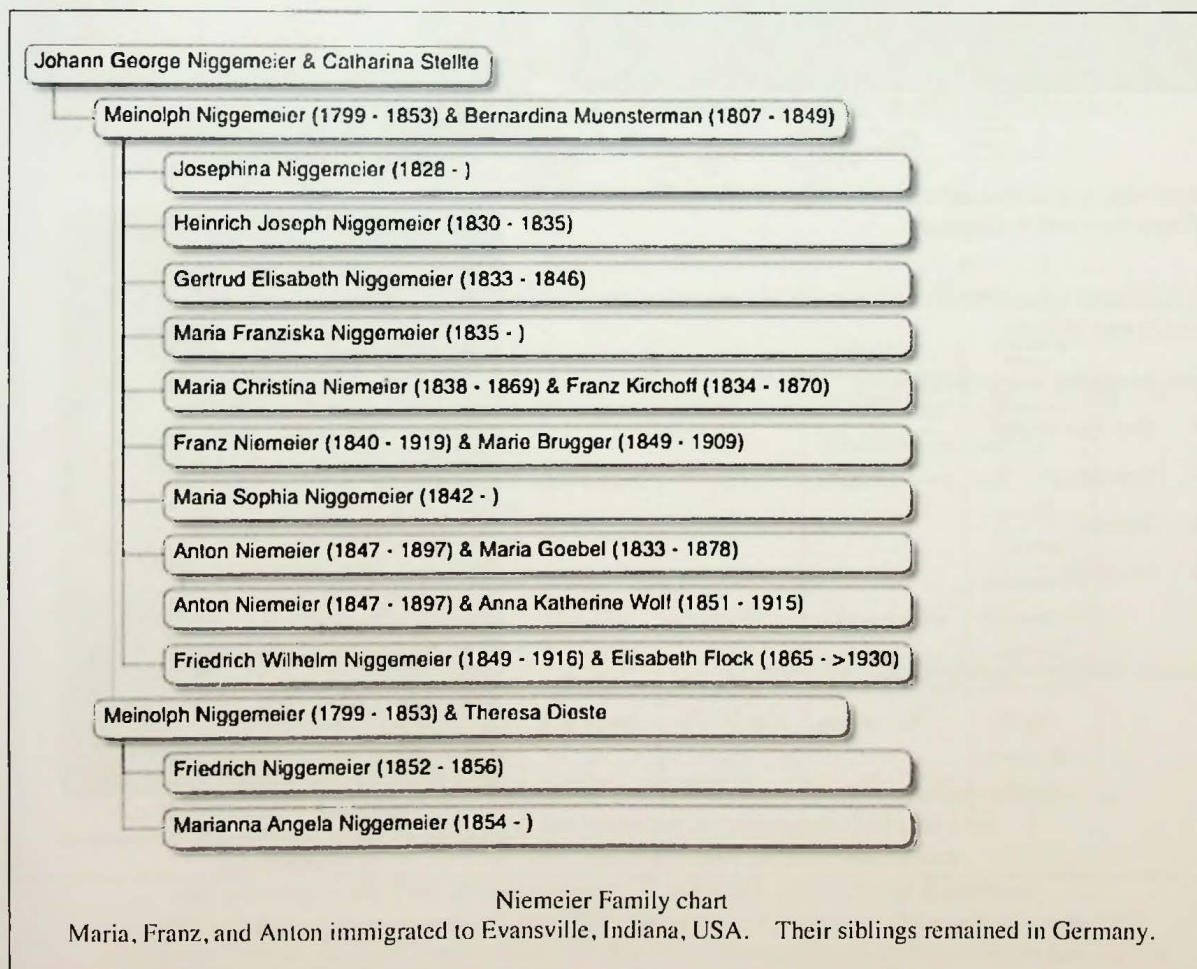 Johann George Niggemeier & Catharina Stellte
Meinolph Niggemeier (1799 - 1853) & Bernardina Muensterman (1807 - 1849)
Josephina Niggemeier (1828 - )
Heinrich Joseph Niggemeier (1830 - 1835)
Gertrud Elisabeth Niggemeier (1833 - 1846)
Maria Franziska Niggemeier (1835 - )
Maria Christina Niemeier (1838 - 1869) & Franz Kirchoff (1834 - 1870)
Franz Niemeier (1840 - 1919) & Marie Brugger (1849 - 1909)
Maria Sophia Niggemeier (1842 - )
Anton Niemeier (1847 - 1897) & Maria Goebel (1833 - 1878)
Anton Niemeier (1847 - 1897) & Anna Katherine Wolf (1851 - 1915)
Friedrich Wilhelm Niggemeier (1849 - 1916) & Elisabeth Flock (1865 - >1930)
Meinolph Niggemeier (1799 - 1853) & Theresa Dioste
Friedrich Niggemeier (1852 - 1856)
Marianna Angela Niggemeier (1854 - )
Niemeier Family chart
Maria, Franz, and Anton immigrated to Evansville, Indiana, USA. Their siblings remained in Germany.